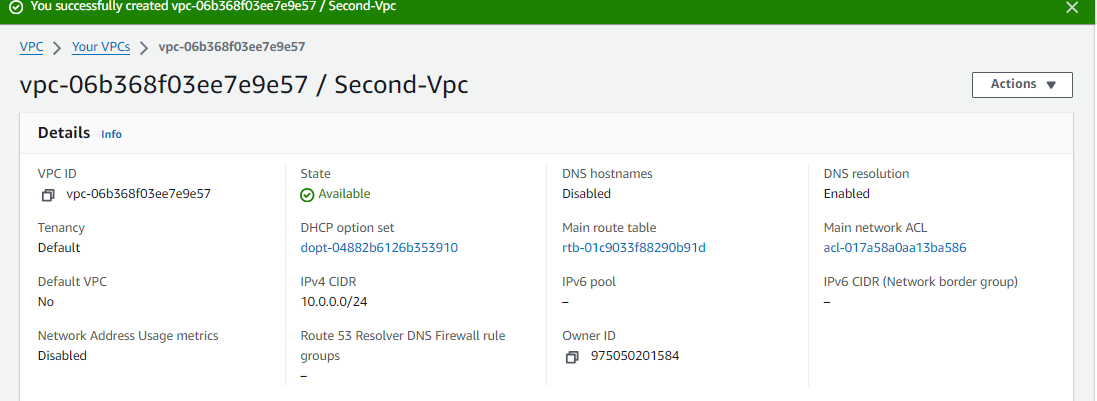 You successfully created vpc-06b368f03ee7e9e57 / Second-Vpc
VPC > Your VPCs > vpc-06b368f03ee7e9e57
vpc-06b368f03ee7e9e57 / Second-Vpc
Actions
Details Info
VPC ID
vpc-06b368f03ee7e9e57
State
Available
DNS hostnames
Disabled
DNS resolution
Enabled
Tenancy
Default
DHCP option set
dopt-04882b6126b353910
Main route table
rtb-01c9033f88290b91d
Main network ACL
acl-017a58a0aa13ba586
Default VPC
No
IPv4 CIDR
10.0.0.0/24
IPv6 pool
–
IPv6 CIDR (Network border group)
–
Network Address Usage metrics
Disabled
Route 53 Resolver DNS Firewall rule
groups
–
Owner ID
975050201584